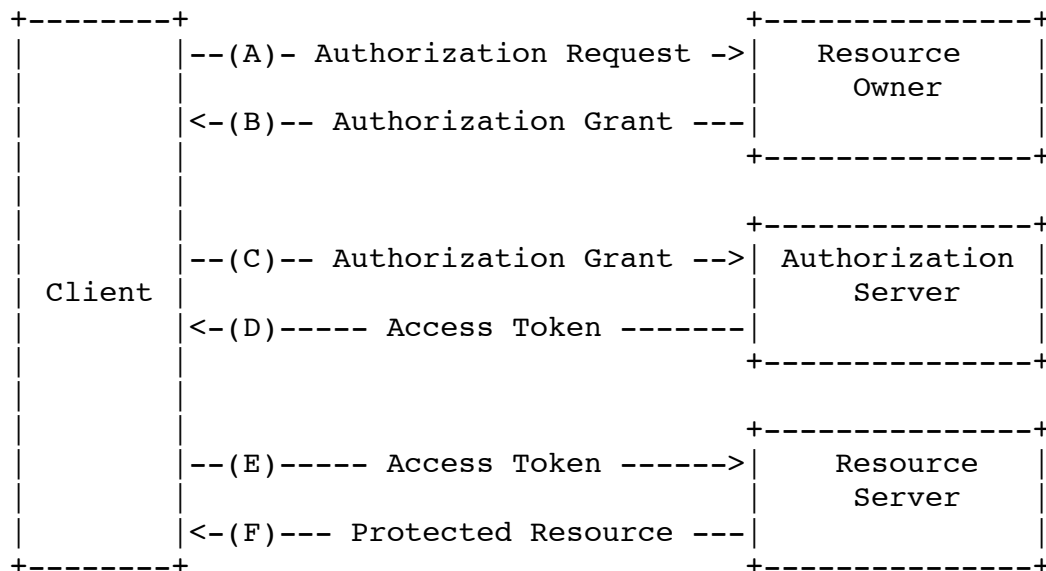 --(A)- Authorization Request -> Resource
Owner
<-(B)-- Authorization Grant ---
--(C)-- Authorization Grant --> Authorization
Client Server
<-(D)----- Access Token -------
--(E)----- Access Token ------> Resource
Server
<-(F)--- Protected Resource ---